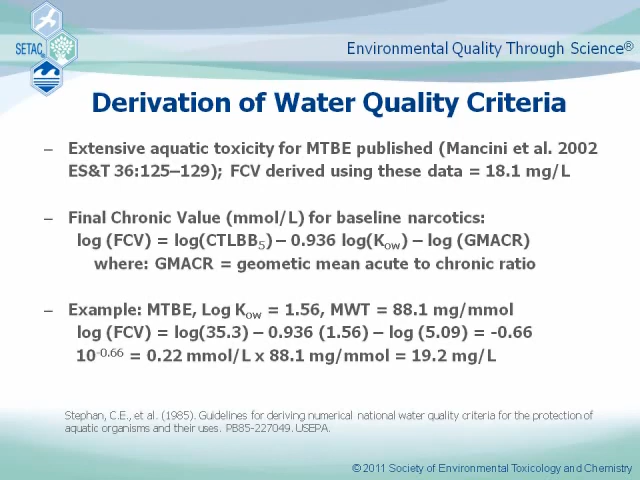 SETAC
Environmental Quality Through Science®
Derivation of Water Quality Criteria
– Extensive aquatic toxicity for MTBE published (Mancini et al. 2002
ES&T 36:125–129); FCV derived using these data = 18.1 mg/L
– Final Chronic Value (mmol/L) for baseline narcotics:
log (FCV) = log(CTLBB₅) – 0.936 log(Kow) – log (GMACR)
where: GMACR = geometic mean acute to chronic ratio
– Example: MTBE, Log Kow = 1.56, MWT = 88.1 mg/mmol
log (FCV) = log(35.3) – 0.936 (1.56) – log (5.09) = -0.66
10⁻⁰·⁶⁶ = 0.22 mmol/L x 88.1 mg/mmol = 19.2 mg/L
Stephan, C.E., et al. (1985). Guidelines for deriving numerical national water quality criteria for the protection of
aquatic organisms and their uses. PB85-227049. USEPA.
© 2011 Society of Environmental Toxicology and Chemistry